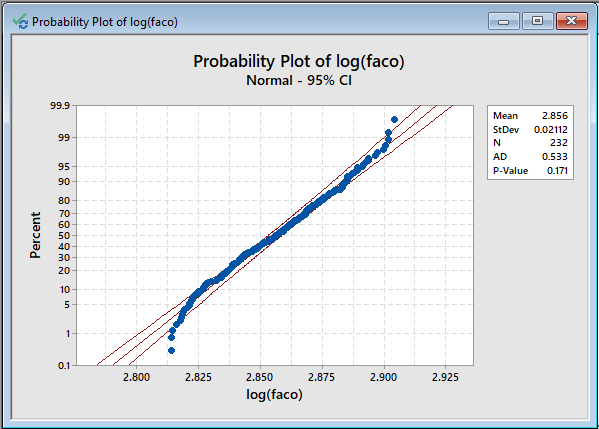 Probability Plot of log(faco)
Probability Plot of log(faco)
Normal - 95% CI
99.9
99
95
90
80
70
60
50
40
30
20
10
5
1
0.1
Percent
2.800 2.825 2.850 2.875 2.900 2.925
log(faco)
Mean 2.856
StDev 0.02112
N 232
AD 0.533
P-Value 0.171